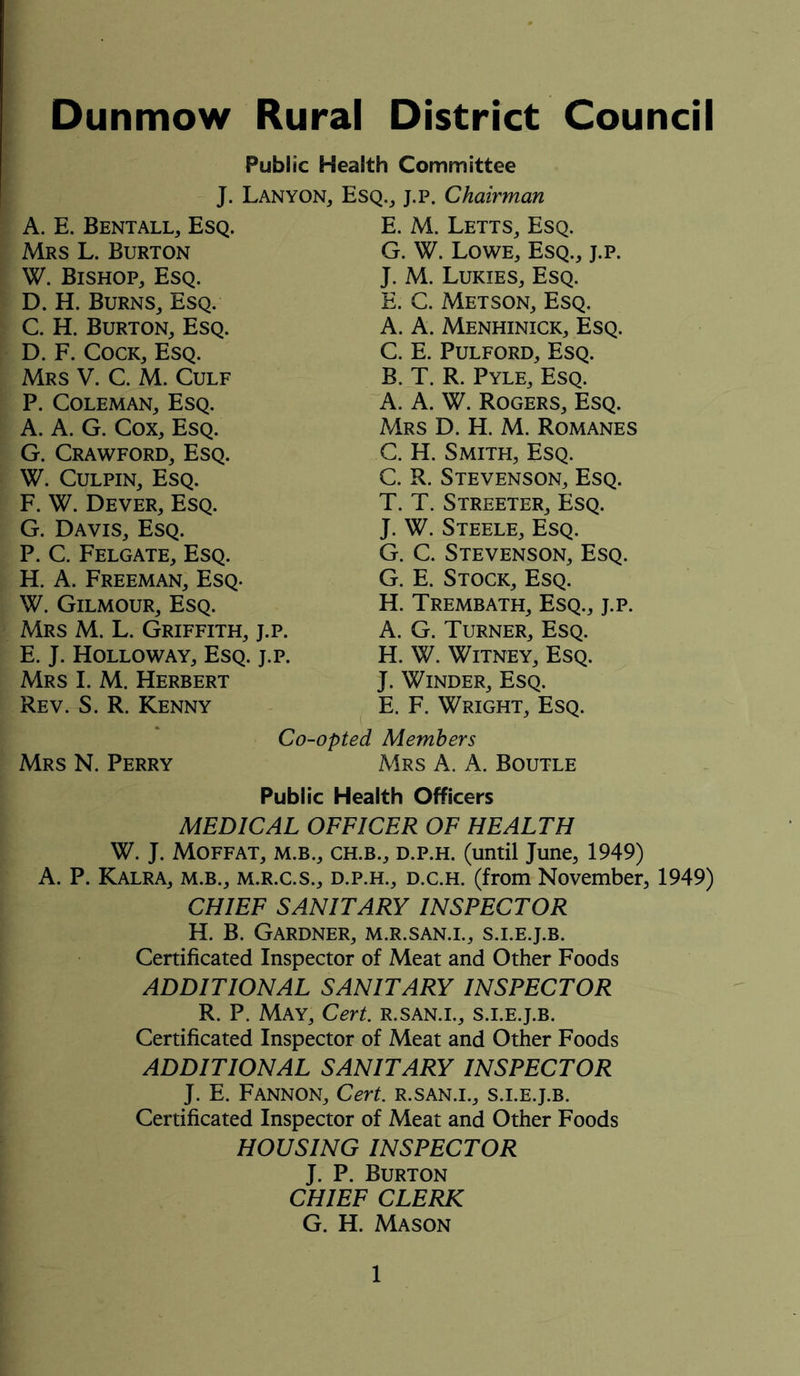 Dunmow Rural District Council
Public Health Committee
J. Lanyon, Esq., J.P. Chairman
A. E. Bentall, Esq.
Mrs L. Burton
W. Bishop, Esq.
D. H. Burns, Esq.
C. H. Burton, Esq.
D. F. Cock, Esq.
Mrs V. C. M. Culf
P. Coleman, Esq.
A. A. G. Cox, Esq.
G. Crawford, Esq.
W. Culpin, Esq.
F. W. Dever, Esq.
G. Davis, Esq.
P. C. Felgate, Esq.
H. A. Freeman, Esq.
W. Gilmour, Esq.
Mrs M. L. Griffith, J.P.
E. J. Holloway, Esq. J.P.
Mrs I. M. Herbert
Rev. S. R. Kenny
E. M. Letts, Esq.
G. W. Lowe, Esq., J.P.
J. M. Lukies, Esq.
E. C. Metson, Esq.
A. A. Menhinick, Esq.
C. E. Pulford, Esq.
B. T. R. Pyle, Esq.
A. A. W. Rogers, Esq.
Mrs D. H. M. Romanes
C. H. Smith, Esq.
C. R. Stevenson, Esq.
T. T. Streeter, Esq.
J. W. Steele, Esq.
G. C. Stevenson, Esq.
G. E. Stock, Esq.
H. Trembath, Esq., J.P.
A. G. Turner, Esq.
H. W. Witney, Esq.
J. Winder, Esq.
E. F. Wright, Esq.
Co-opted Members
Mrs N. Perry Mrs A. A. Boutle
Public Health Officers
MEDICAL OFFICER OF HEALTH
W. J. Moffat, M.B., CH.B., D.P.H. (until June, 1949)
A. P. Kalra, M.B., M.R.C.S., D.P.H., D.C.H. (from November, 1949)
CHIEF SANITARY INSPECTOR
H. B. Gardner, M.R.SAN.I., S.I.E.J.B.
Certificated Inspector of Meat and Other Foods
ADDITIONAL SANITARY INSPECTOR
R. P. May, Cert. R.SAN.I., S.I.E.J.B.
Certificated Inspector of Meat and Other Foods
ADDITIONAL SANITARY INSPECTOR
J. E. Fannon, Cert. R.SAN.I., S.I.E.J.B.
Certificated Inspector of Meat and Other Foods
HOUSING INSPECTOR
J. P. Burton
CHIEF CLERK
G. H. Mason
1